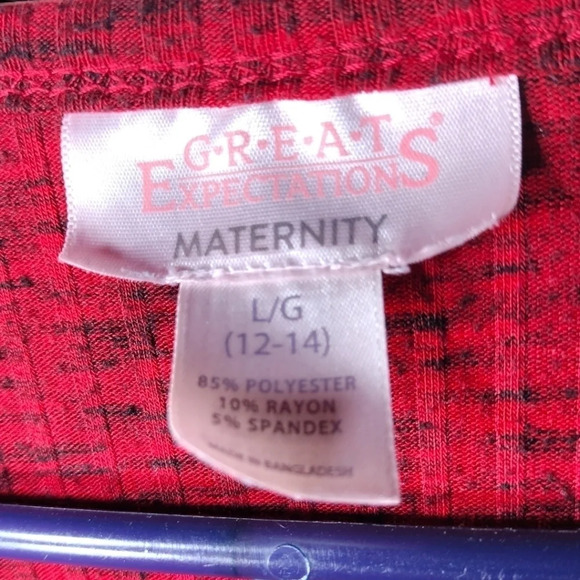 G·R·E·A·T
EXPECTATIONS®
MATERNITY
L/G
(12-14)
85% POLYESTER
10% RAYON
5% SPANDEX
MADE IN BANGLADESH